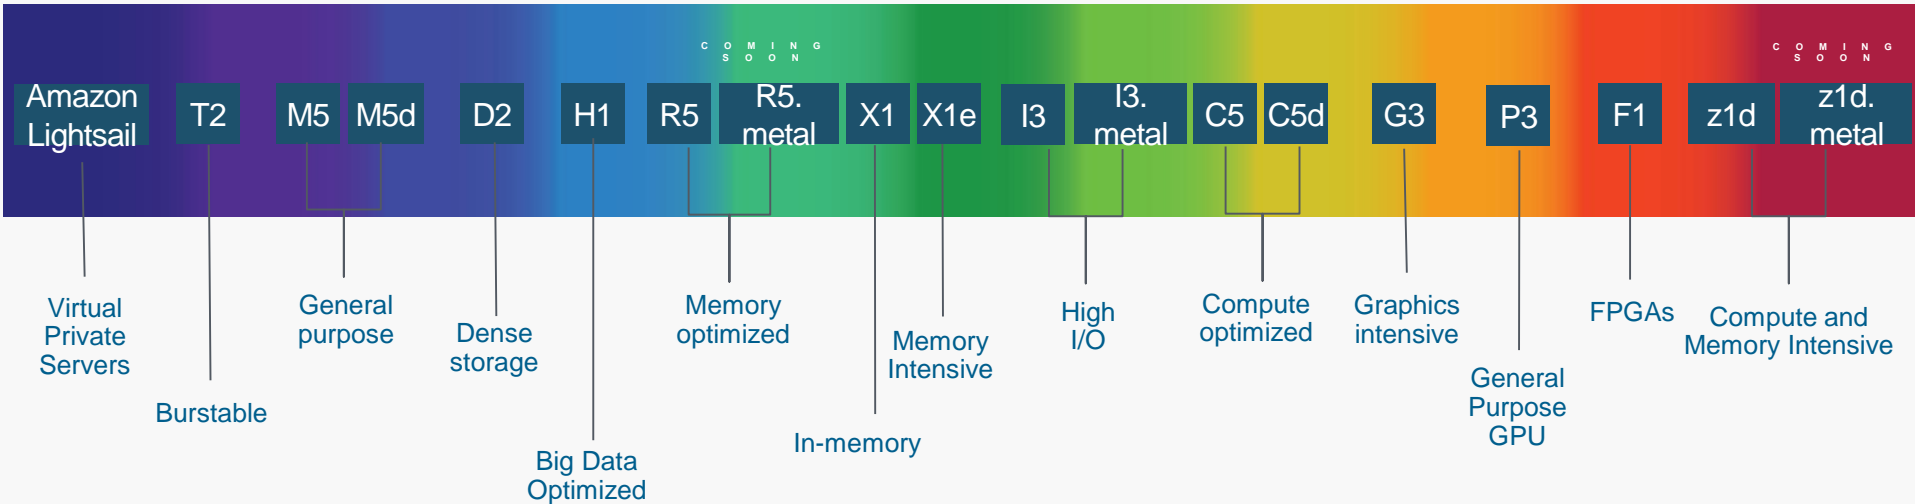 COMING
SOON
COMING
SOON
Amazon
Lightsail
T2
M5
M5d
D2
H1
R5
R5.
metal
X1
X1e
I3
I3.
metal
C5
C5d
G3
P3
F1
z1d
z1d.
metal
Virtual
Private
Servers
Burstable
General
purpose
Dense
storage
Big Data
Optimized
Memory
optimized
In-memory
Memory
Intensive
High
I/O
Compute
optimized
Graphics
intensive
General
Purpose
GPU
FPGAs
Compute and
Memory Intensive